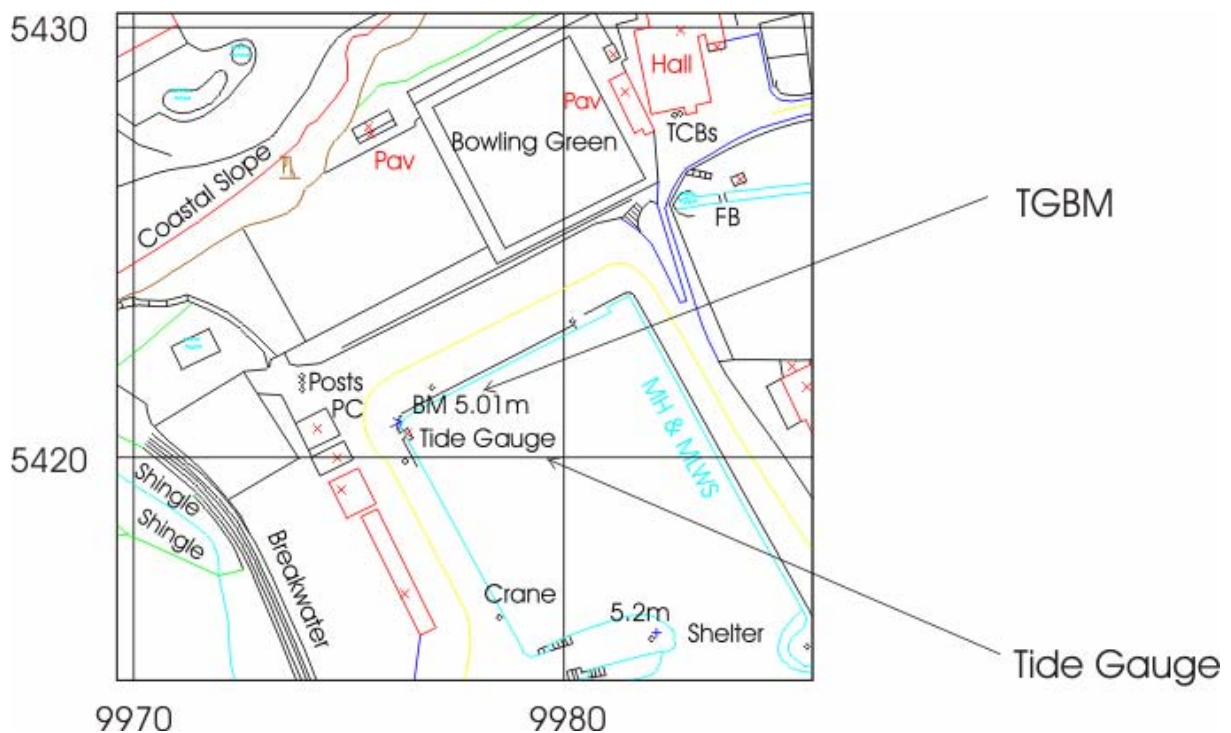 5430
Hall
Pav
TCBs
Bowling Green
Pav
Coastal Slope
FB
TGBM
Posts
PC
BM 5.01m
Tide Gauge
MH & MLWS
5420
Shingle
Shingle
Breakwater
Crane
5.2m
Shelter
Tide Gauge
9970
9980